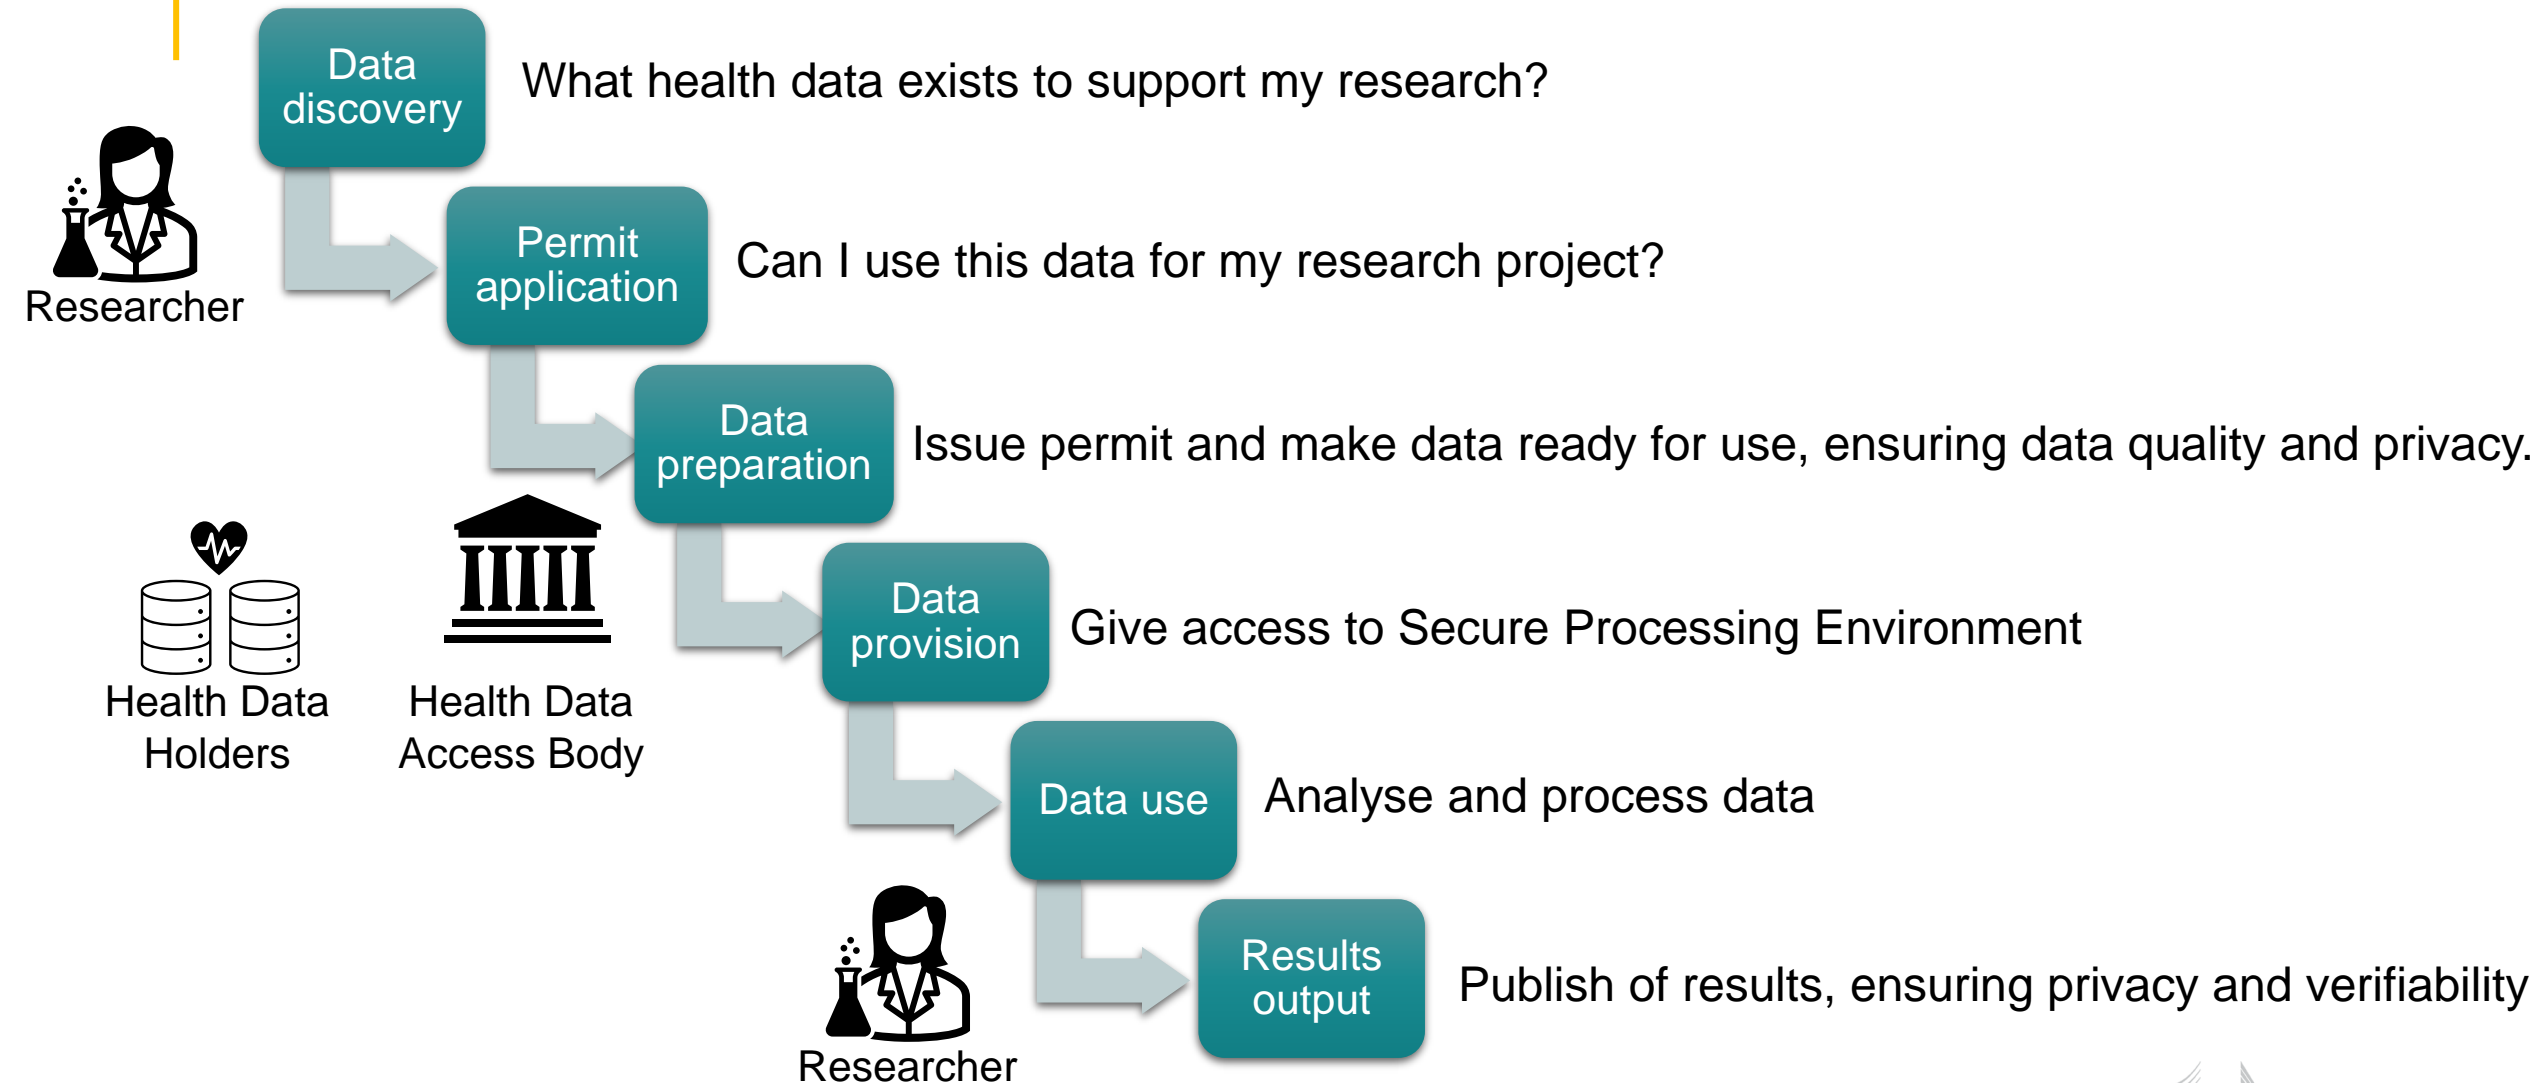 Data
discovery
What health data exists to support my research?
Researcher
Permit
application
Can I use this data for my research project?
Data
preparation
Issue permit and make data ready for use, ensuring data quality and privacy.
Health Data
Holders
Health Data
Access Body
Data
provision
Give access to Secure Processing Environment
Data use
Analyse and process data
Researcher
Results
output
Publish of results, ensuring privacy and verifiability